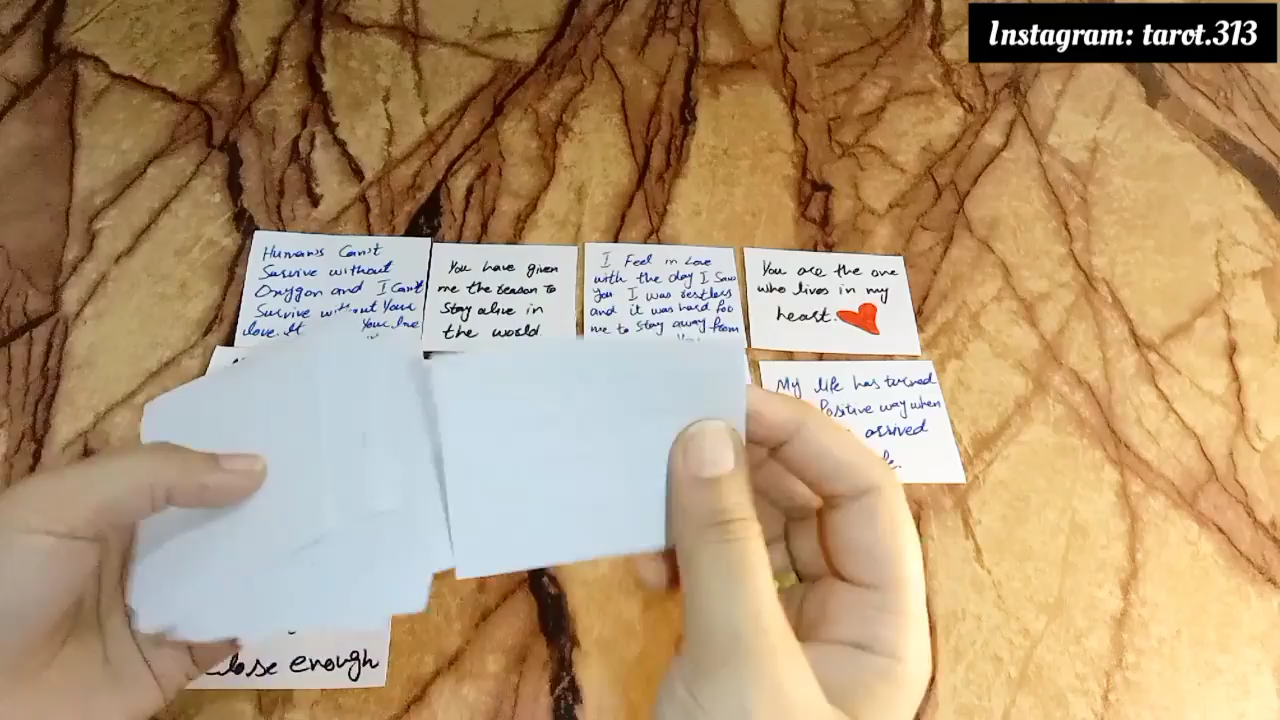 Instagram: tarot.313
Humans Can't
Survive without
Oxygen and I Can't
Survive without Your
love. It Your love
You have given
me the reason to
Stay alive in
the world.
I Feel in Love
with the day I Saw
you I was restless
and it was hard for
me to stay away from
You are the one
who lives in my
heart.
My life has turned
Positive way when
arrived
close enough